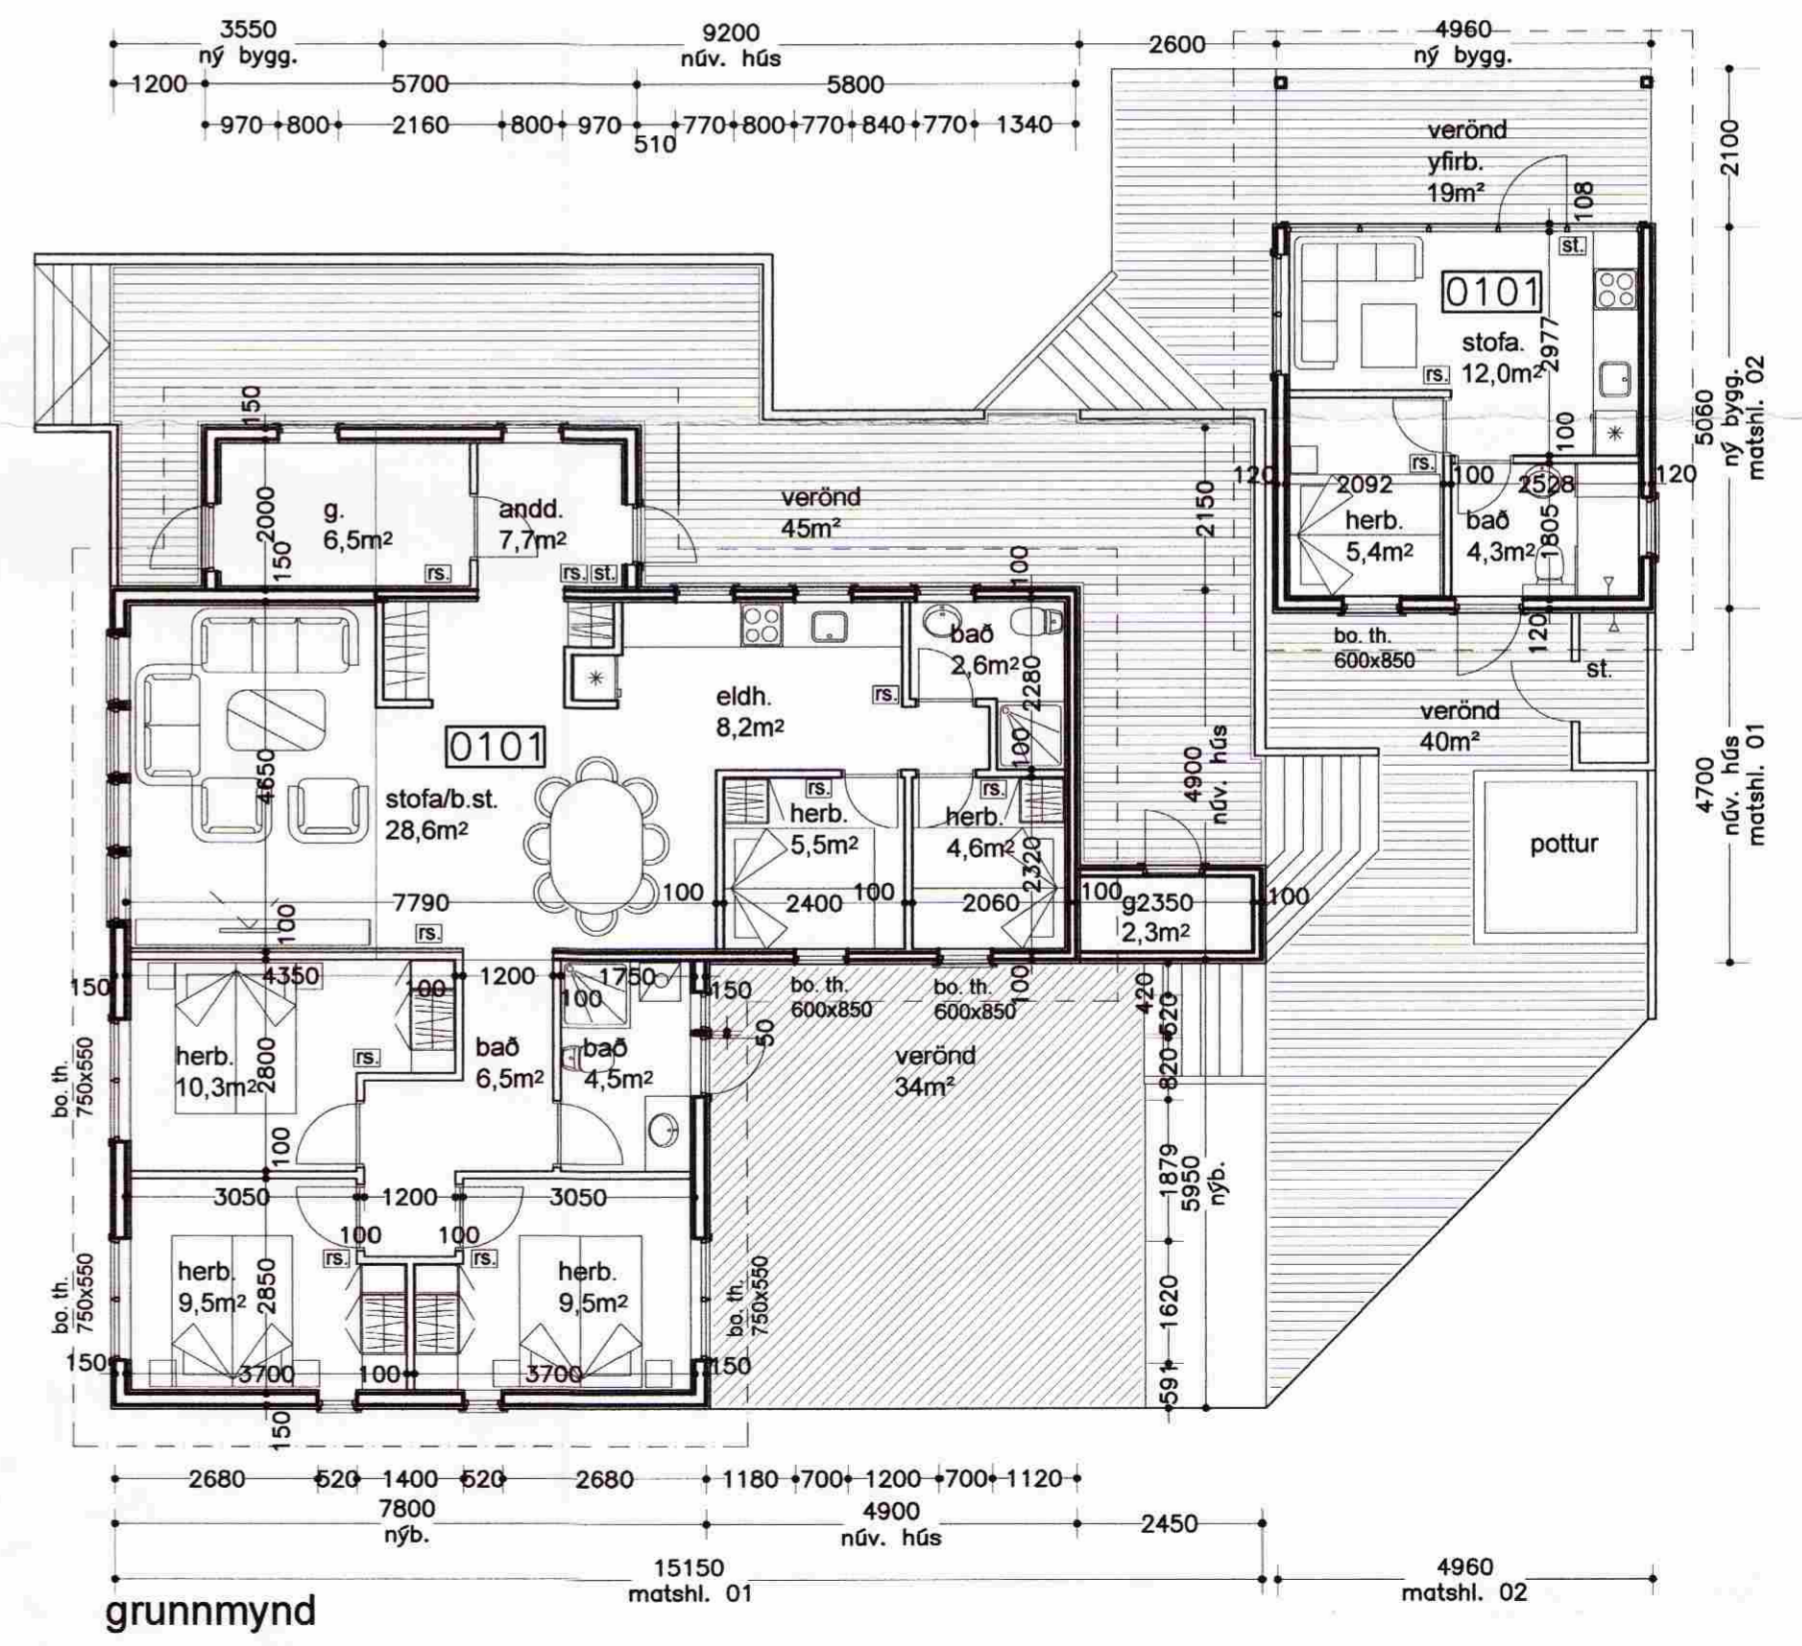 3550
ný bygg.
9200
núv. hús
2600
4960
ný bygg.
1200
5700
5800
970
800
2160
800
970
510
770
800
770
840
770
1340
verönd
yfirb.
19m²
108
2100
st.
0101
stofa.
12,0m²
2977
rs.
100
5060
ný bygg.
matshl. 02
150
2000
150
g.
6,5m²
rs.
andd.
7,7m²
rs.
st.
verönd
45m²
2150
100
120
2092
rs.
100
2528
120
herb.
5,4m²
bað
4,3m²
1805
120
bo. th.
600x850
st.
verönd
40m²
4700
núv. hús
matshl. 01
pottur
bað
2,6m²
2280
100
eldh.
8,2m²
rs.
0101
4650
stofa/b.st.
28,6m²
rs.
herb.
5,5m²
rs.
herb.
4,6m²
2320
4900
núv. hús
7790
100
2400
100
2060
100
g2350
2,3m²
100
100
rs.
150
4350
100
1200
100
1750
150
50
bo. th.
600x850
bo. th.
600x850
100
420
520
820
bo. th.
750x550
herb.
10,3m²
2800
rs.
bað
6,5m²
bað
4,5m²
verönd
34m²
100
1879
5950
nýb.
3050
1200
3050
100
100
rs.
rs.
bo. th.
750x550
herb.
9,5m²
2850
herb.
9,5m²
bo. th.
750x550
1620
150
3700
100
3700
150
591
150
2680
520
1400
520
2680
1180
700
1200
700
1120
7800
nýb.
4900
núv. hús
2450
15150
matshl. 01
4960
matshl. 02
grunnmynd